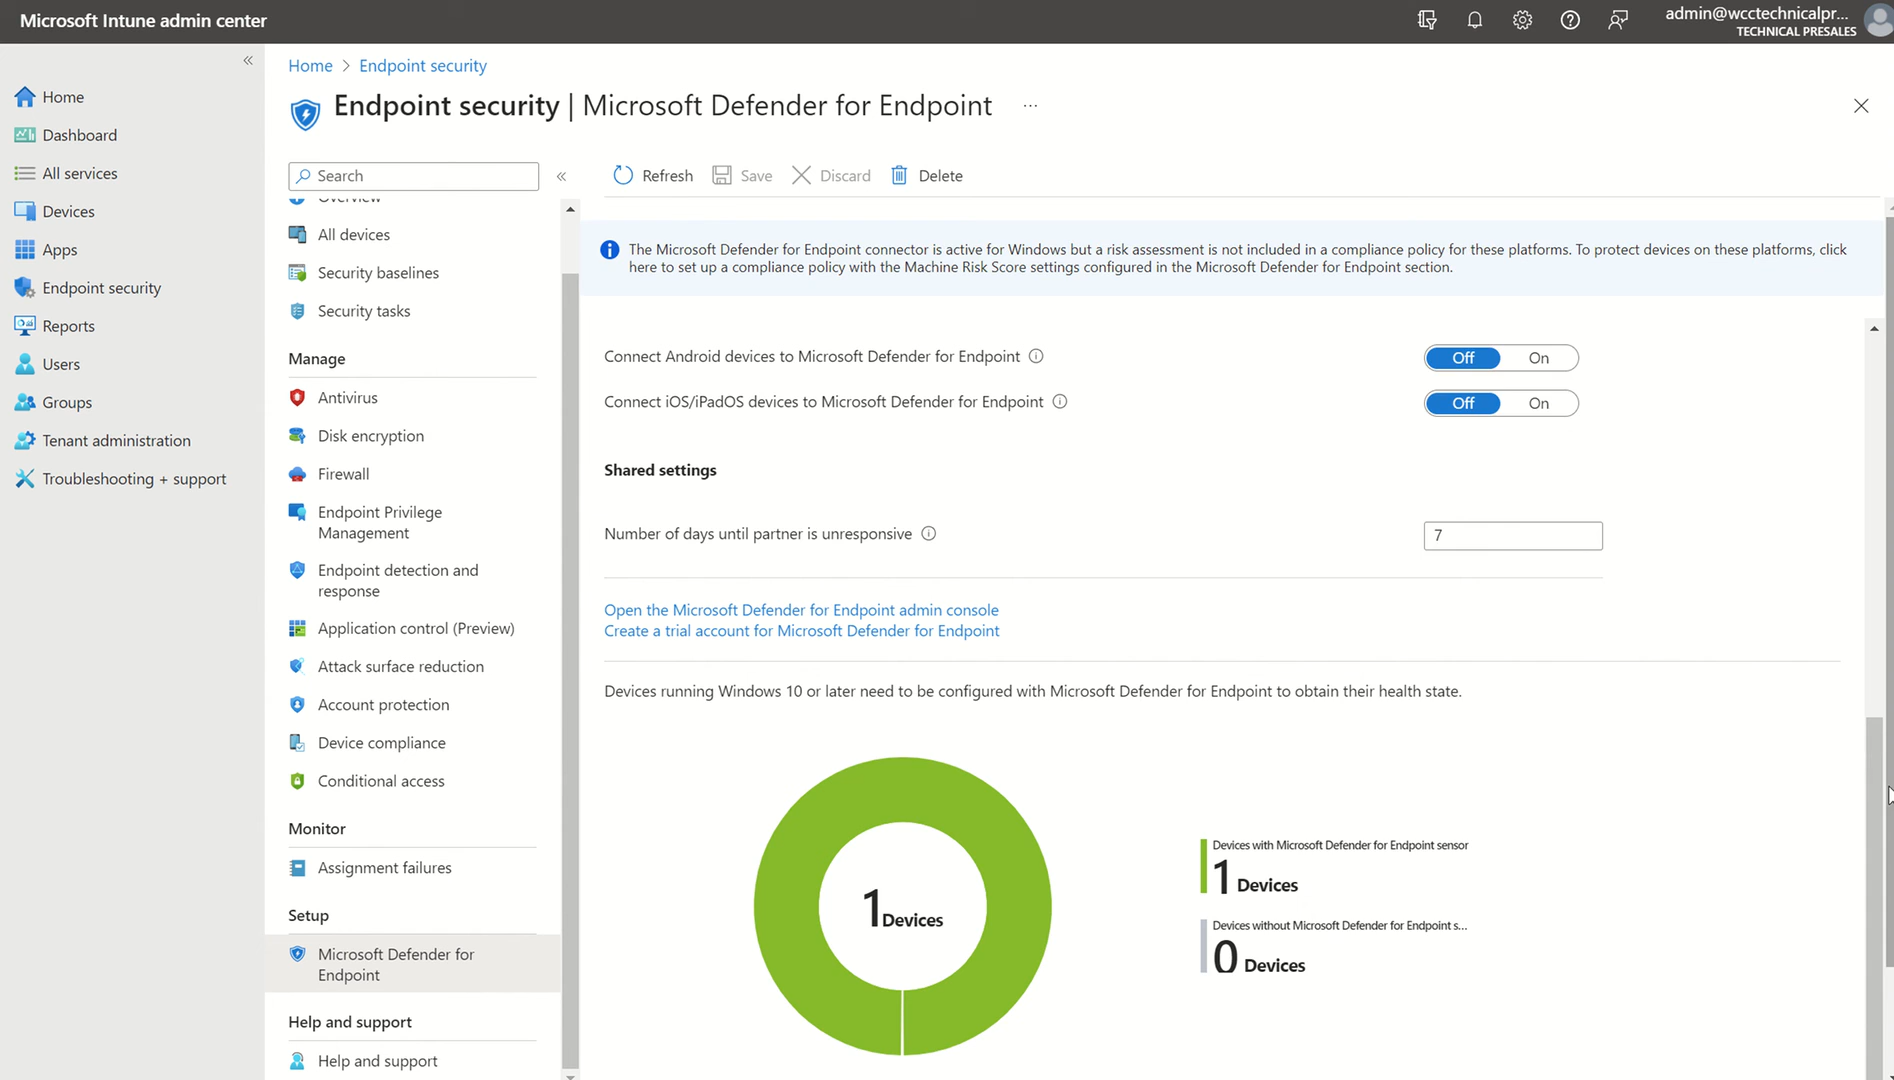 Microsoft Intune admin center
admin@wcctechnicalpr...
TECHNICAL PRESALES
Home
Dashboard
All services
Devices
Apps
Endpoint security
Reports
Users
Groups
Tenant administration
Troubleshooting + support
Home > Endpoint security
Endpoint security | Microsoft Defender for Endpoint ...
Search
Overview
All devices
Security baselines
Security tasks
Manage
Antivirus
Disk encryption
Firewall
Endpoint Privilege
Management
Endpoint detection and
response
Application control (Preview)
Attack surface reduction
Account protection
Device compliance
Conditional access
Monitor
Assignment failures
Setup
Microsoft Defender for
Endpoint
Help and support
Help and support
Refresh Save Discard Delete
The Microsoft Defender for Endpoint connector is active for Windows but a risk assessment is not included in a compliance policy for these platforms. To protect devices on these platforms, click
here to set up a compliance policy with the Machine Risk Score settings configured in the Microsoft Defender for Endpoint section.
Connect Android devices to Microsoft Defender for Endpoint Off On
Connect iOS/iPadOS devices to Microsoft Defender for Endpoint Off On
Shared settings
Number of days until partner is unresponsive 7
Open the Microsoft Defender for Endpoint admin console
Create a trial account for Microsoft Defender for Endpoint
Devices running Windows 10 or later need to be configured with Microsoft Defender for Endpoint to obtain their health state.
1 Devices
Devices with Microsoft Defender for Endpoint sensor
1 Devices
Devices without Microsoft Defender for Endpoint s...
0 Devices